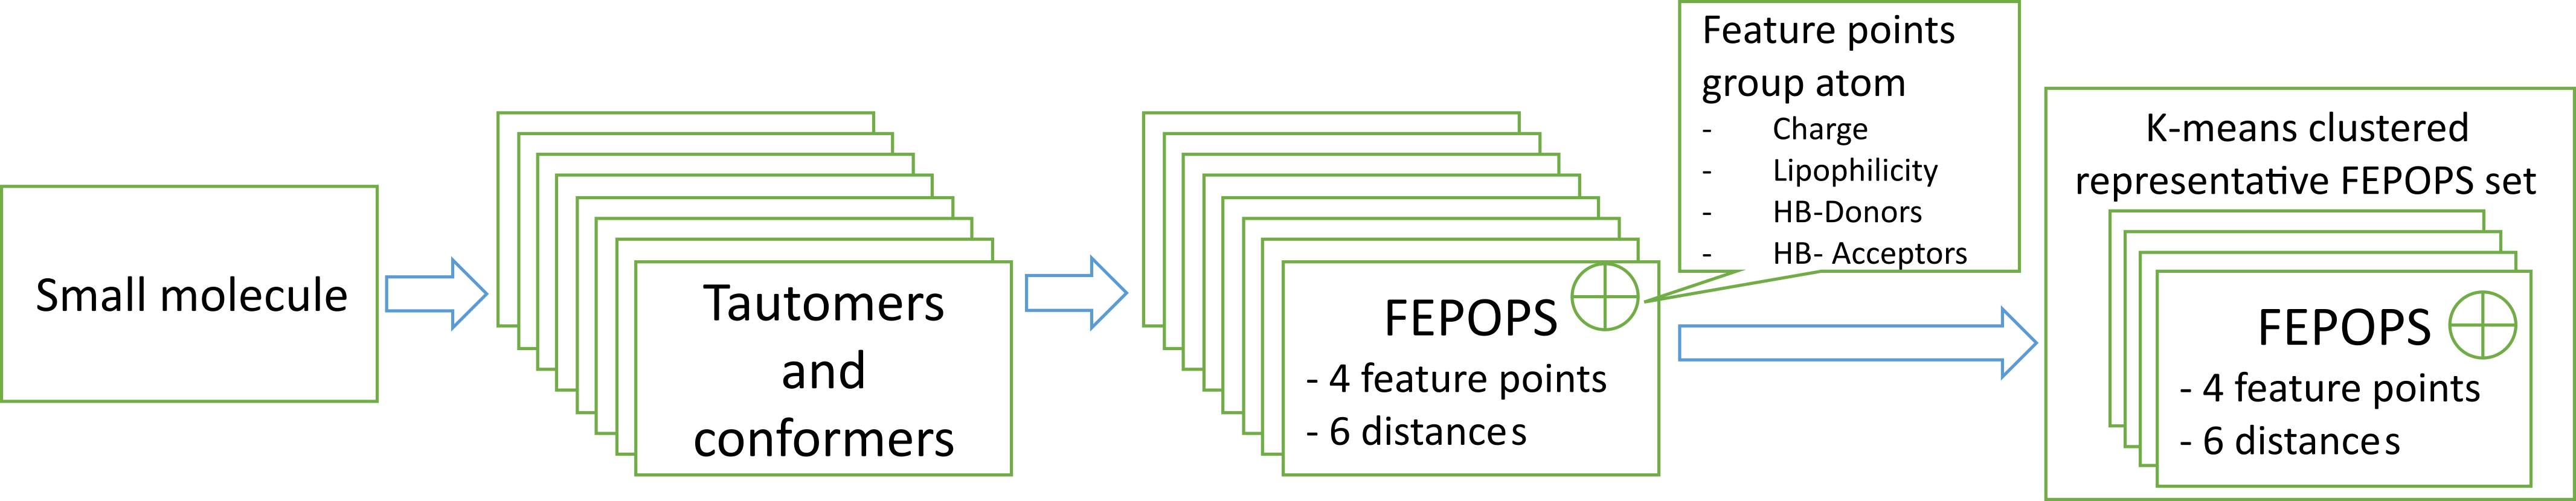 Small molecule
Tautomers
and
conformers
FEPOPS
- 4 feature points
- 6 distances
Feature points
group atom
- Charge
- Lipophilicity
- HB-Donors
- HB- Acceptors
K-means clustered
representative FEPOPS set
FEPOPS
- 4 feature points
- 6 distances